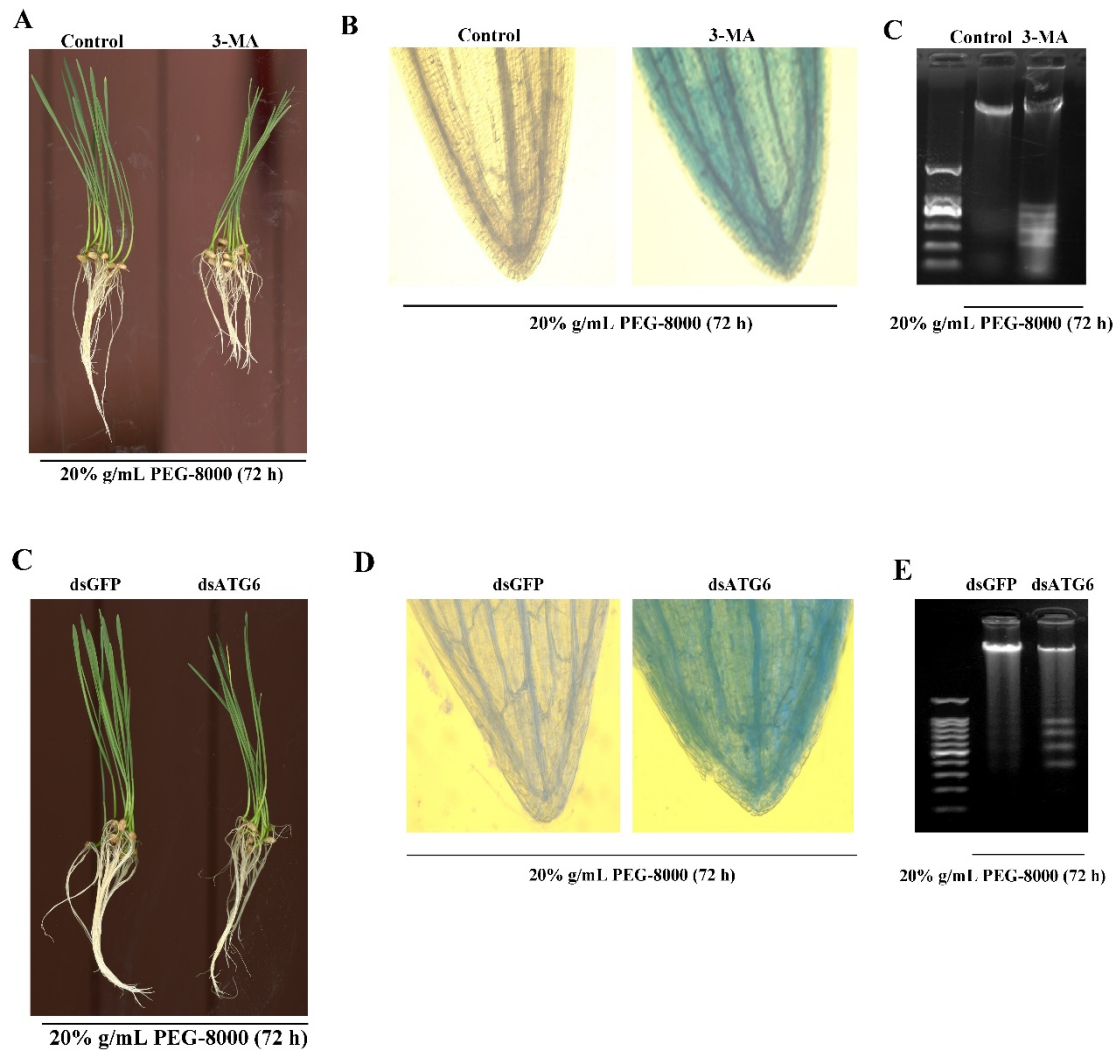 A
Control 3-MA
20% g/mL PEG-8000 (72 h)
B
Control 3-MA
20% g/mL PEG-8000 (72 h)
C
Control 3-MA
20% g/mL PEG-8000 (72 h)
C
dsGFP dsATG6
20% g/mL PEG-8000 (72 h)
D
dsGFP dsATG6
20% g/mL PEG-8000 (72 h)
E
dsGFP dsATG6
20% g/mL PEG-8000 (72 h)